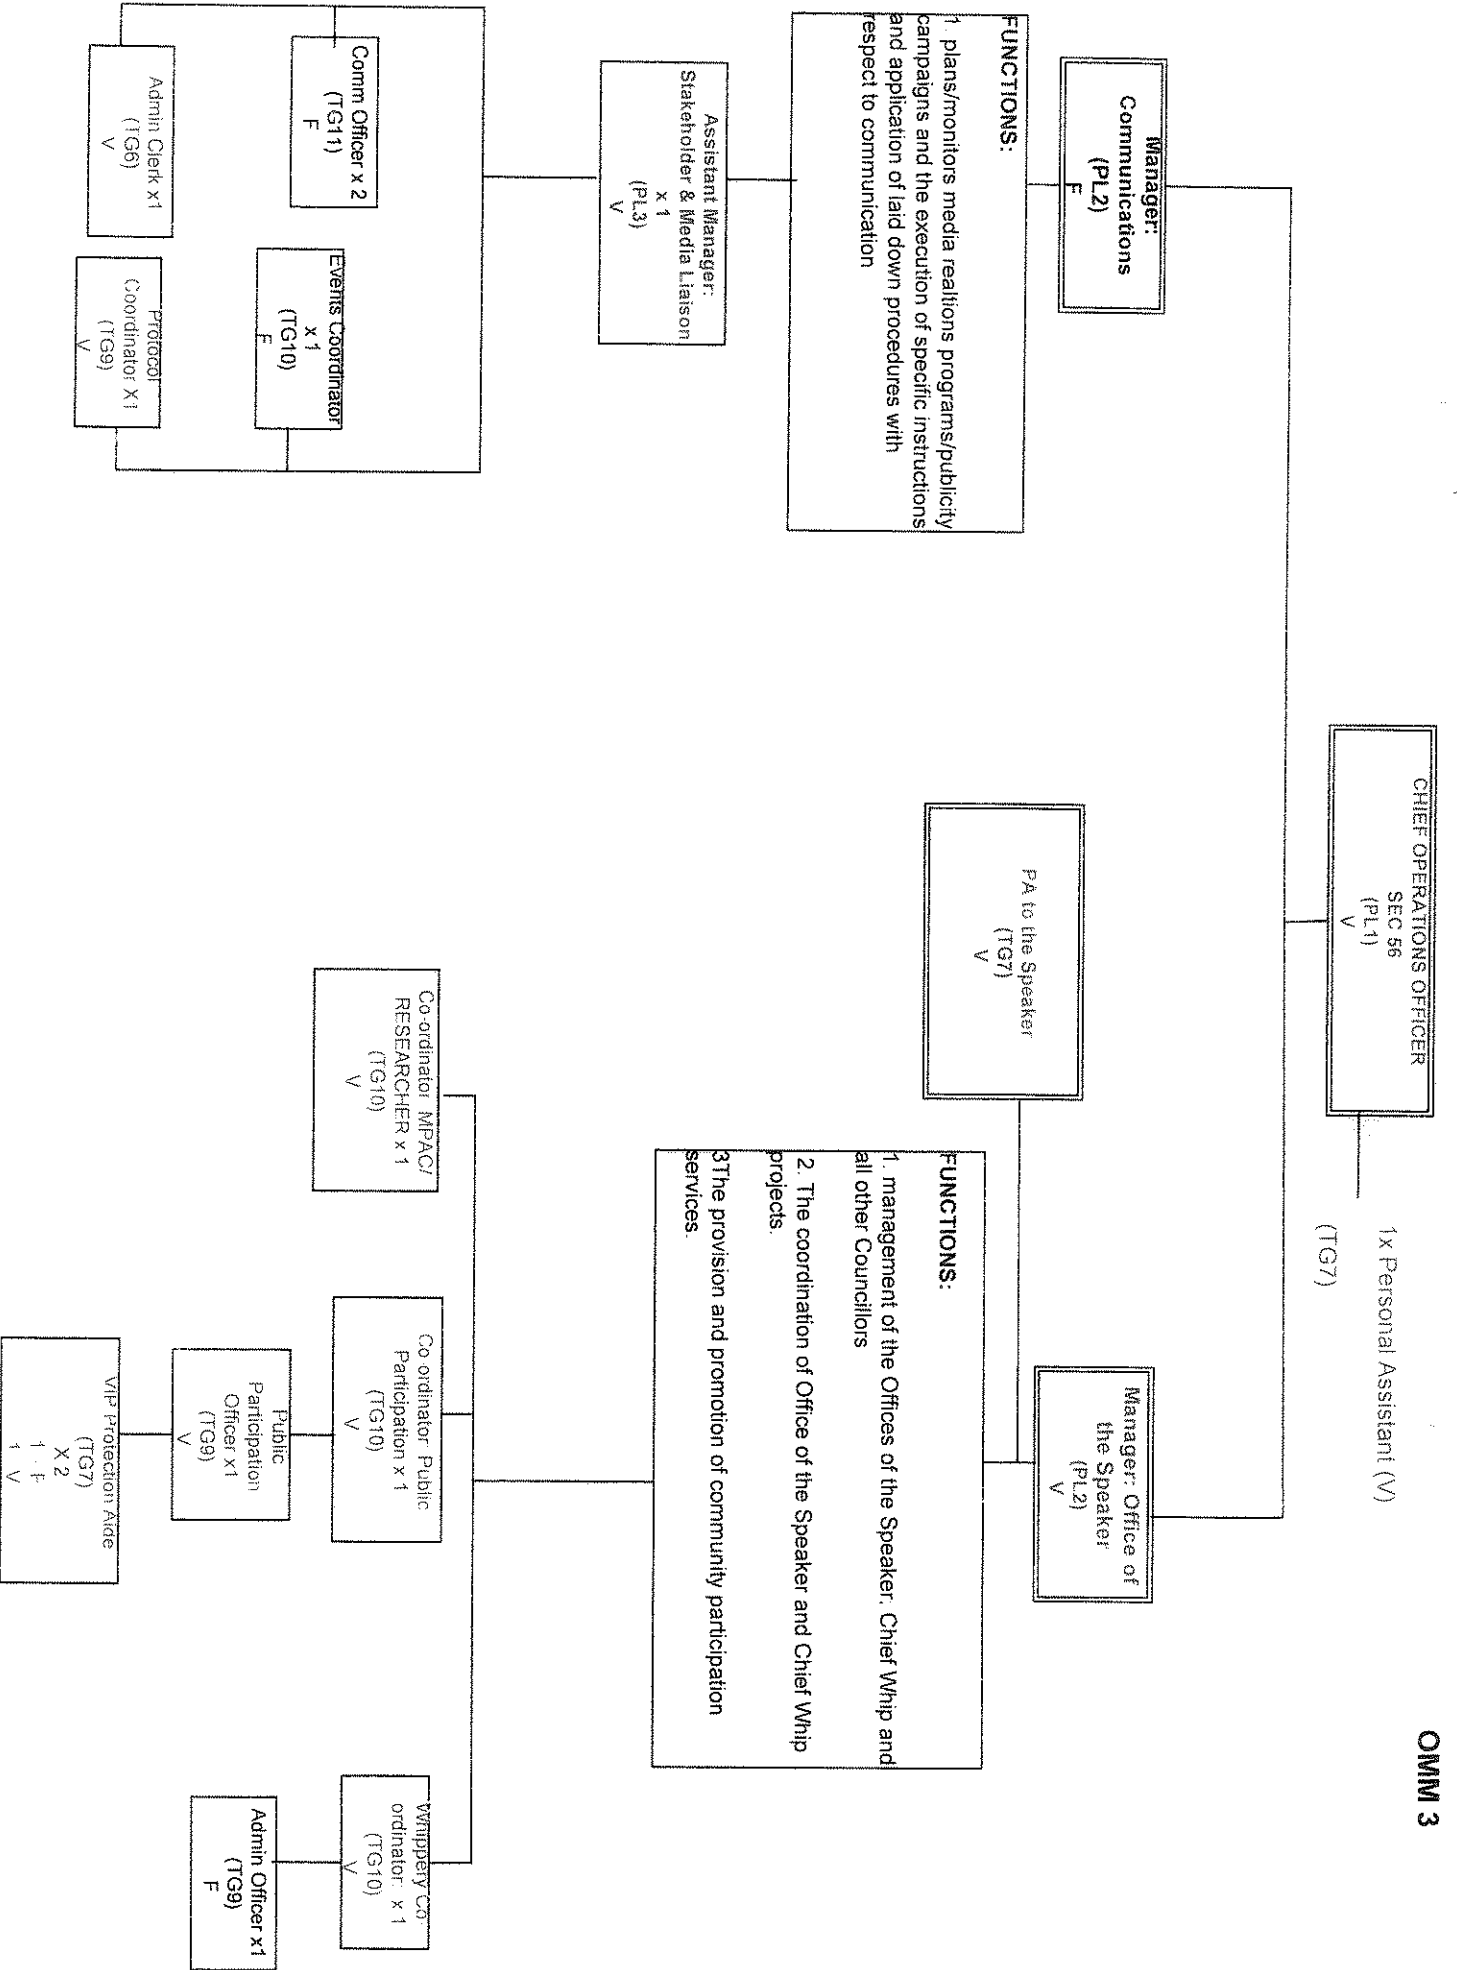 OMM 3
CHIEF OPERATIONS OFFICER
SEC 56
(PL1)
V
1x Personal Assistant (V)
(TG7)
Manager:
Communications
(PL2)
F
FUNCTIONS:
1. plans/monitors media realtions programs/publicity
campaigns and the execution of specific instructions
and application of laid down procedures with
respect to communication
Assistant Manager:
Stakeholder & Media Liaison
x 1
(PL3)
V
Comm Officer x 2
(TG11)
F
Events Coordinator
x 1
(TG10)
F
Admin Clerk x1
(TG6)
V
Protocol
Coordinator X1
(TG9)
V
Manager: Office of
the Speaker
(PL2)
V
PA to the Speaker
(TG7)
V
FUNCTIONS:
1. management of the Offices of the Speaker, Chief Whip and
all other Councillors
2. The coordination of Office of the Speaker and Chief Whip
projects.
3The provision and promotion of community participation
services.
Co-ordinator MPAC/
RESEARCHER x 1
(TG10)
V
Co ordinator Public
Participation x 1
(TG10)
V
Public
Participation
Officer x1
(TG9)
V
VIP Protection Aide
(TG7)
X 2
1 - F
1 V
Whippery Co
ordinator: x 1
(TG10)
V
Admin Officer x1
(TG9)
F